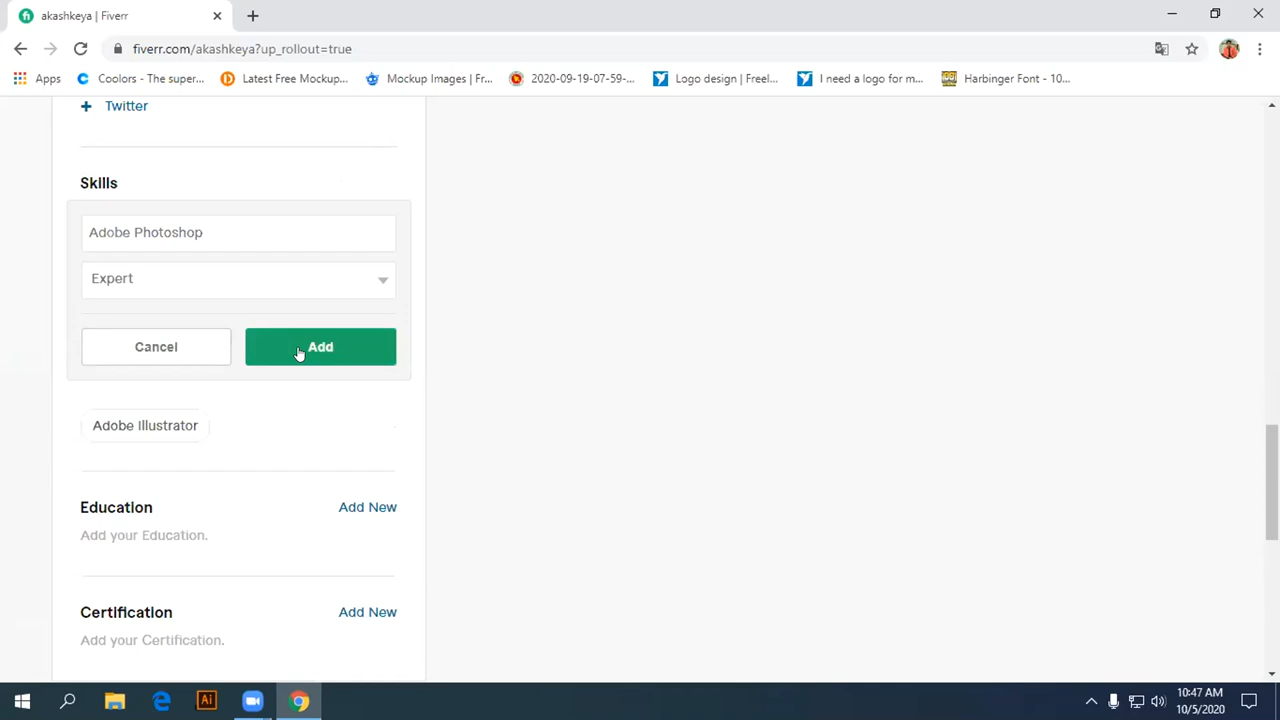 akashkeya | Fiverr
fiverr.com/akashkeya?up_rollout=true
Apps Coolors - The super... Latest Free Mockup... Mockup Images | Fr... 2020-09-19-07-59-... Logo design | Freel... I need a logo for m... Harbinger Font - 10...
+ Twitter
Skills
Adobe Photoshop
Expert
Cancel Add
Adobe Illustrator
Education Add New
Add your Education.
Certification Add New
Add your Certification.
Ai
10:47 AM
10/5/2020